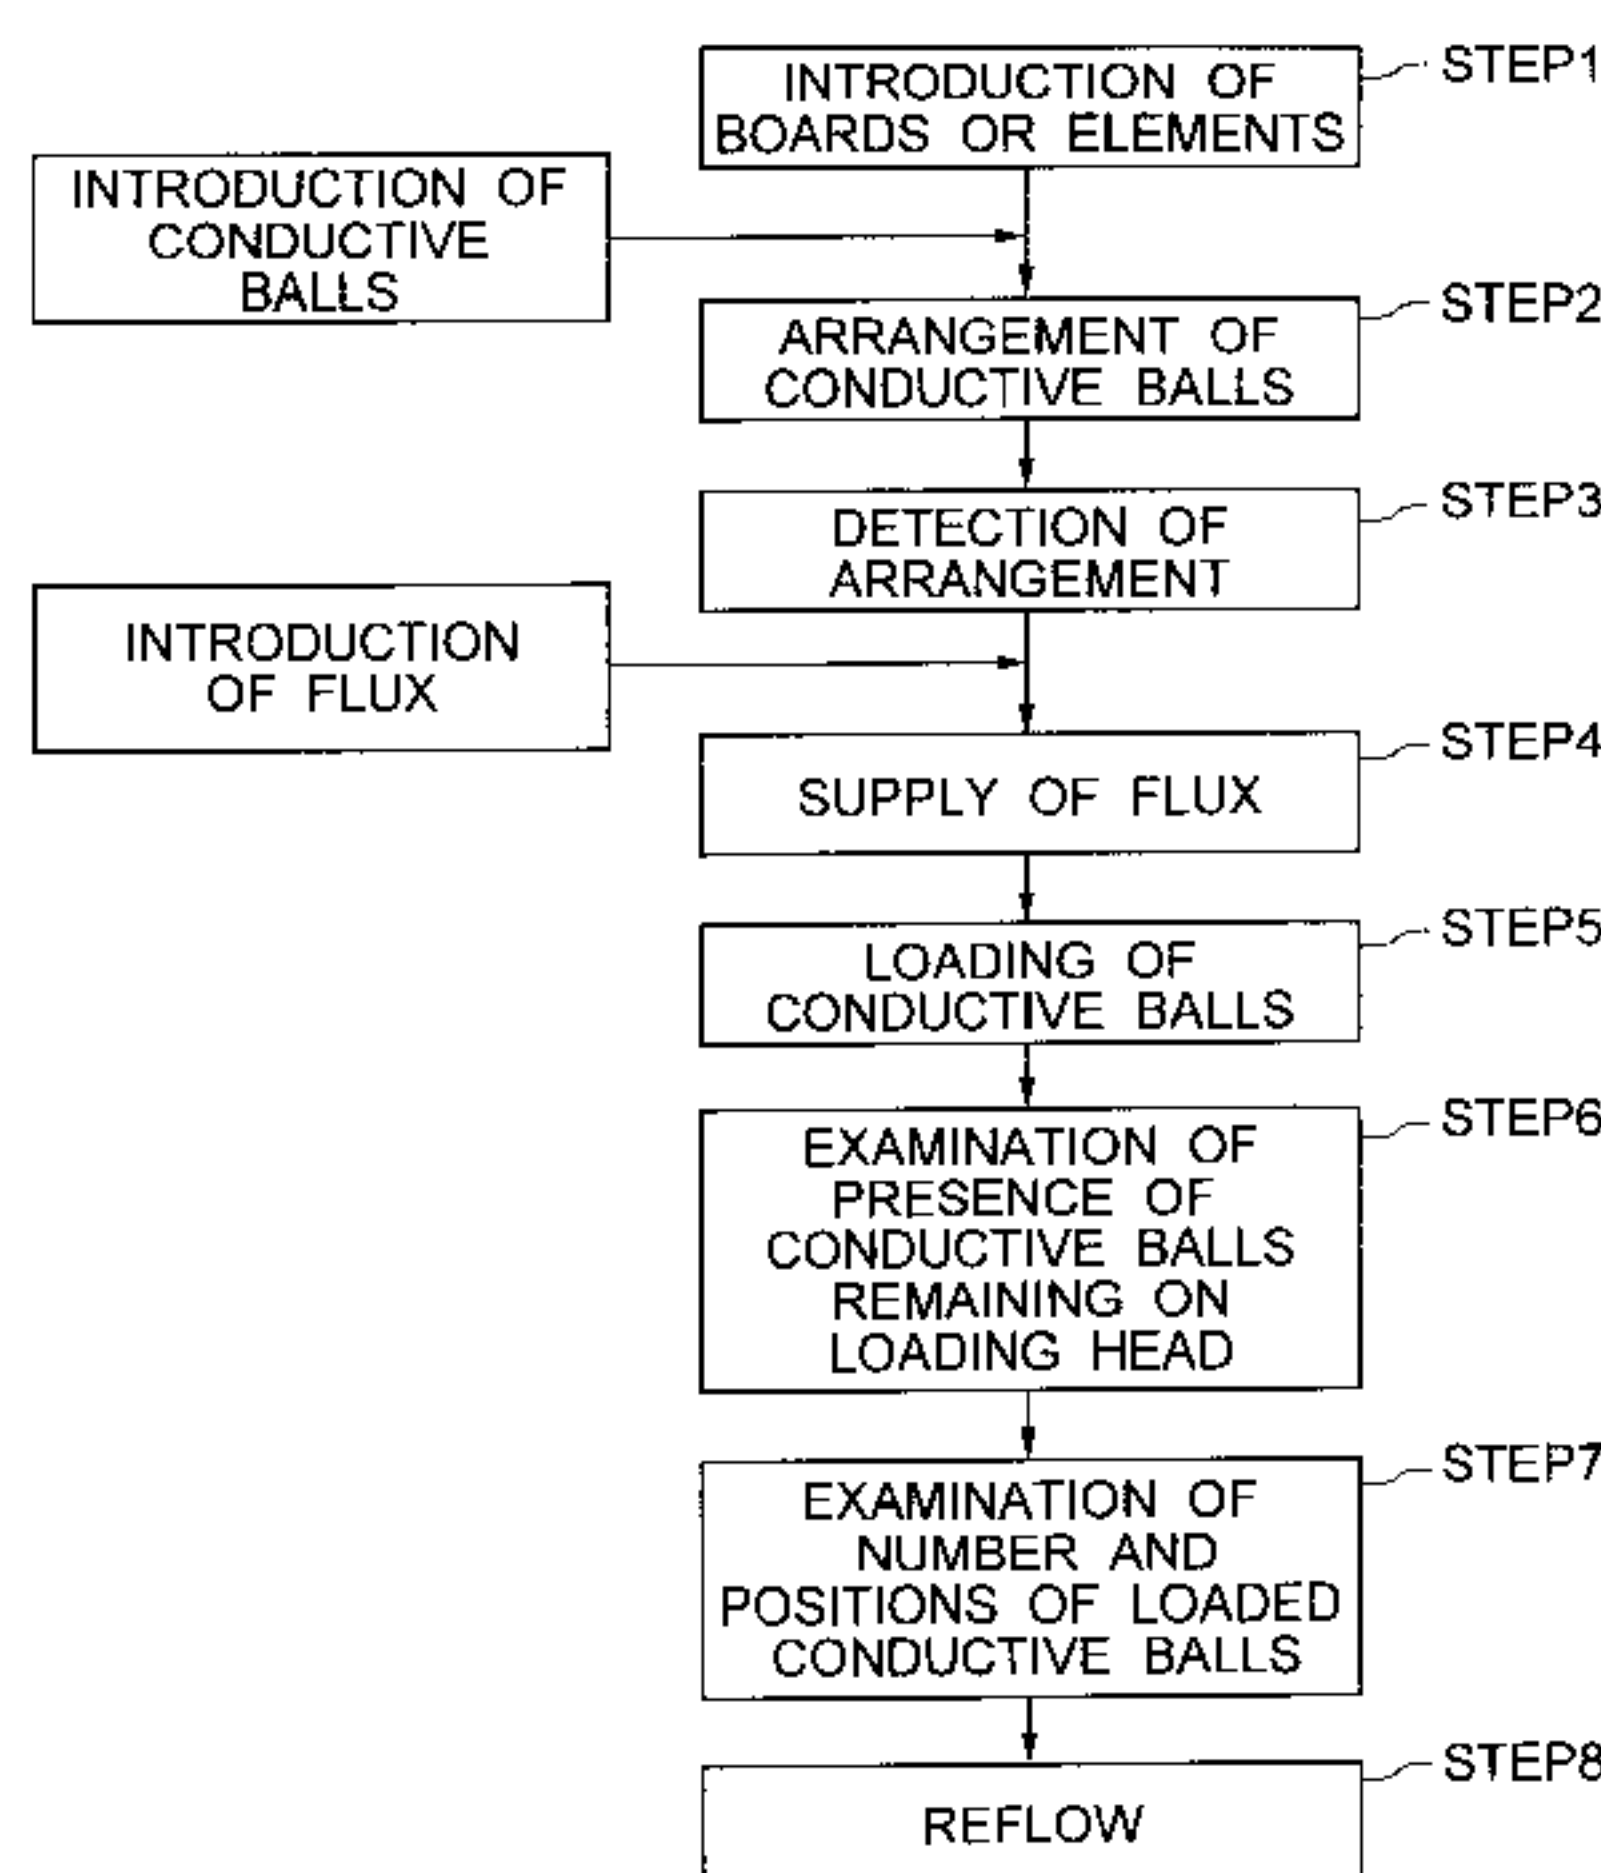 INTRODUCTION OF
BOARDS OR ELEMENTS
STEP1
INTRODUCTION OF
CONDUCTIVE
BALLS
ARRANGEMENT OF
CONDUCTIVE BALLS
STEP2
DETECTION OF
ARRANGEMENT
STEP3
INTRODUCTION
OF FLUX
SUPPLY OF FLUX
STEP4
LOADING OF
CONDUCTIVE BALLS
STEP5
EXAMINATION OF
PRESENCE OF
CONDUCTIVE BALLS
REMAINING ON
LOADING HEAD
STEP6
EXAMINATION OF
NUMBER AND
POSITIONS OF LOADED
CONDUCTIVE BALLS
STEP7
REFLOW
STEP8